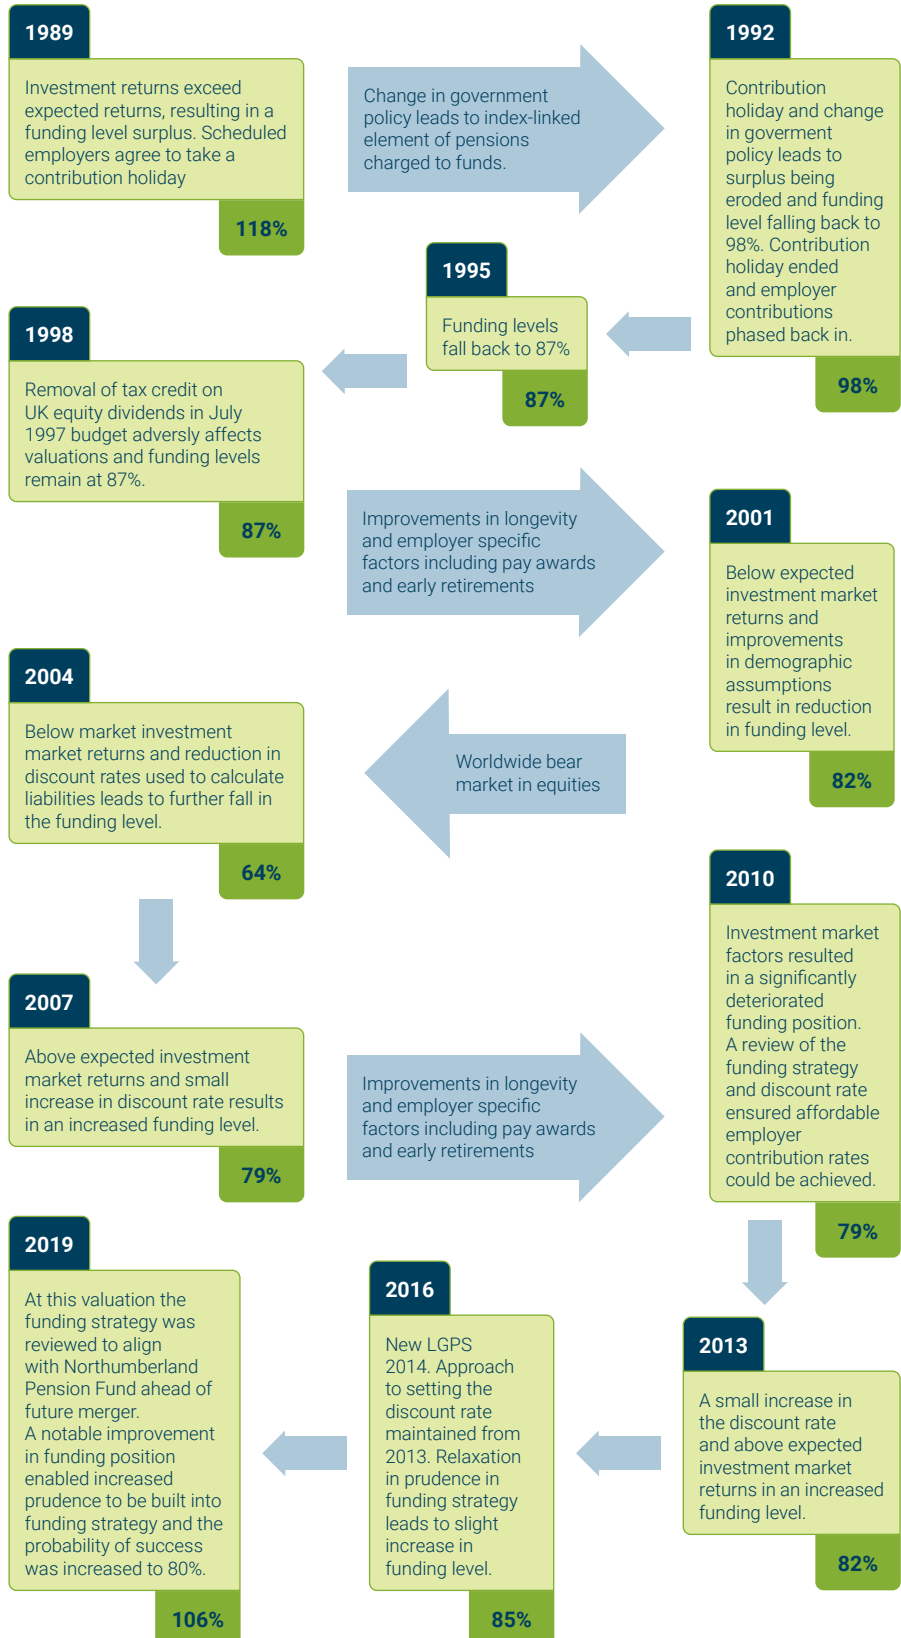 1989
Investment returns exceed
expected returns, resulting in a
funding level surplus. Scheduled
employers agree to take a
contribution holiday
118%
Change in government
policy leads to index-linked
element of pensions
charged to funds.
1992
Contribution
holiday and change
in goverment
policy leads to
surplus being
eroded and funding
level falling back to
98%. Contribution
holiday ended
and employer
contributions
phased back in.
98%
1995
Funding levels
fall back to 87%
87%
1998
Removal of tax credit on
UK equity dividends in July
1997 budget adversly affects
valuations and funding levels
remain at 87%.
87%
Improvements in longevity
and employer specific
factors including pay awards
and early retirements
2001
Below expected
investment market
returns and
improvements
in demographic
assumptions
result in reduction
in funding level.
82%
Worldwide bear
market in equities
2004
Below market investment
market returns and reduction in
discount rates used to calculate
liabilities leads to further fall in
the funding level.
64%
2007
Above expected investment
market returns and small
increase in discount rate results
in an increased funding level.
79%
Improvements in longevity
and employer specific
factors including pay awards
and early retirements
2010
Investment market
factors resulted
in a significantly
deteriorated
funding position.
A review of the
funding strategy
and discount rate
ensured affordable
employer
contribution rates
could be achieved.
79%
2013
A small increase in
the discount rate
and above expected
investment market
returns in an increased
funding level.
82%
2016
New LGPS
2014. Approach
to setting the
discount rate
maintained from
2013. Relaxation
in prudence in
funding strategy
leads to slight
increase in
funding level.
85%
2019
At this valuation the
funding strategy was
reviewed to align
with Northumberland
Pension Fund ahead of
future merger.
A notable improvement
in funding position
enabled increased
prudence to be built into
funding strategy and the
probability of success
was increased to 80%.
106%